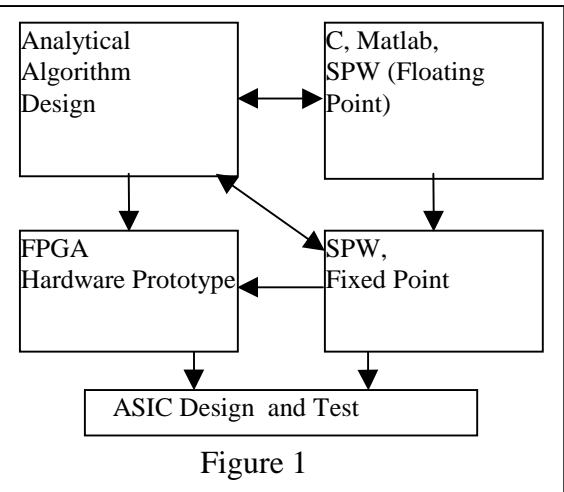 Analytical
Algorithm
Design
C, Matlab,
SPW (Floating
Point)
FPGA
Hardware Prototype
SPW,
Fixed Point
ASIC Design and Test
Figure 1